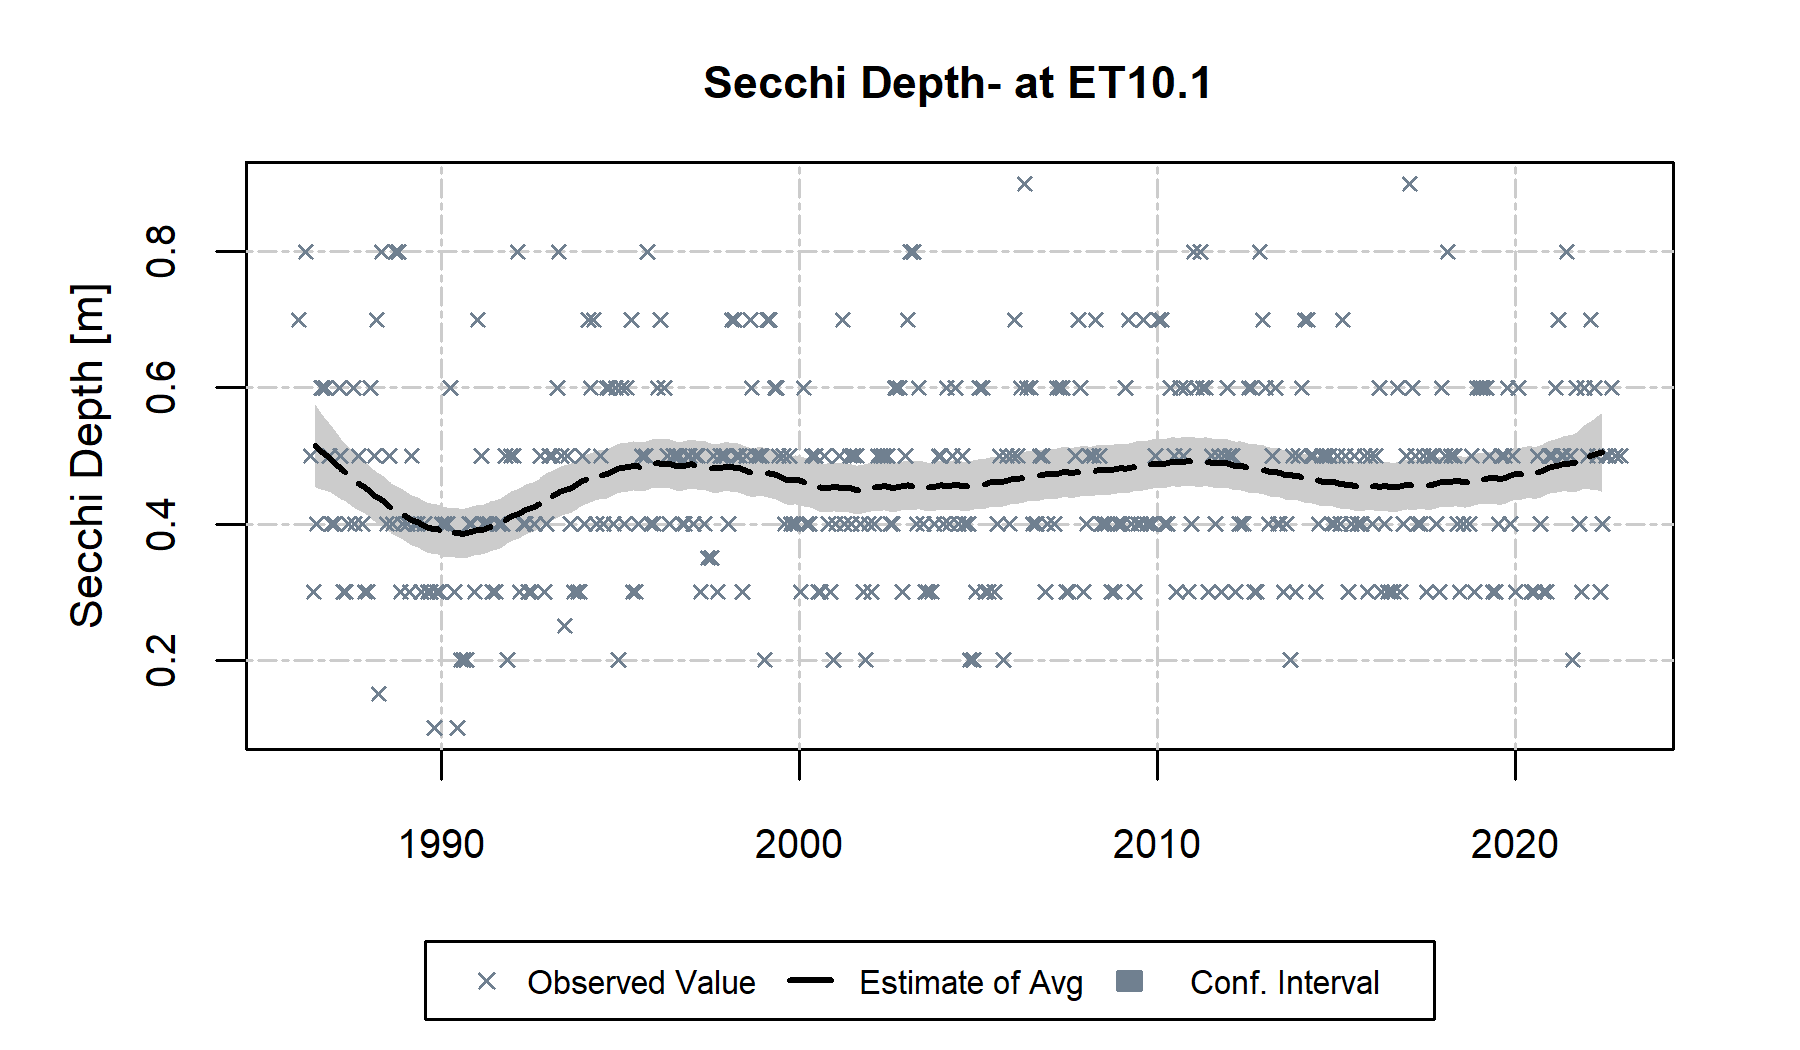 Secchi Depth- at ET10.1
Secchi Depth [m]
0.8
0.6
0.4
0.2
1990 2000 2010 2020
Observed Value Estimate of Avg Conf. Interval